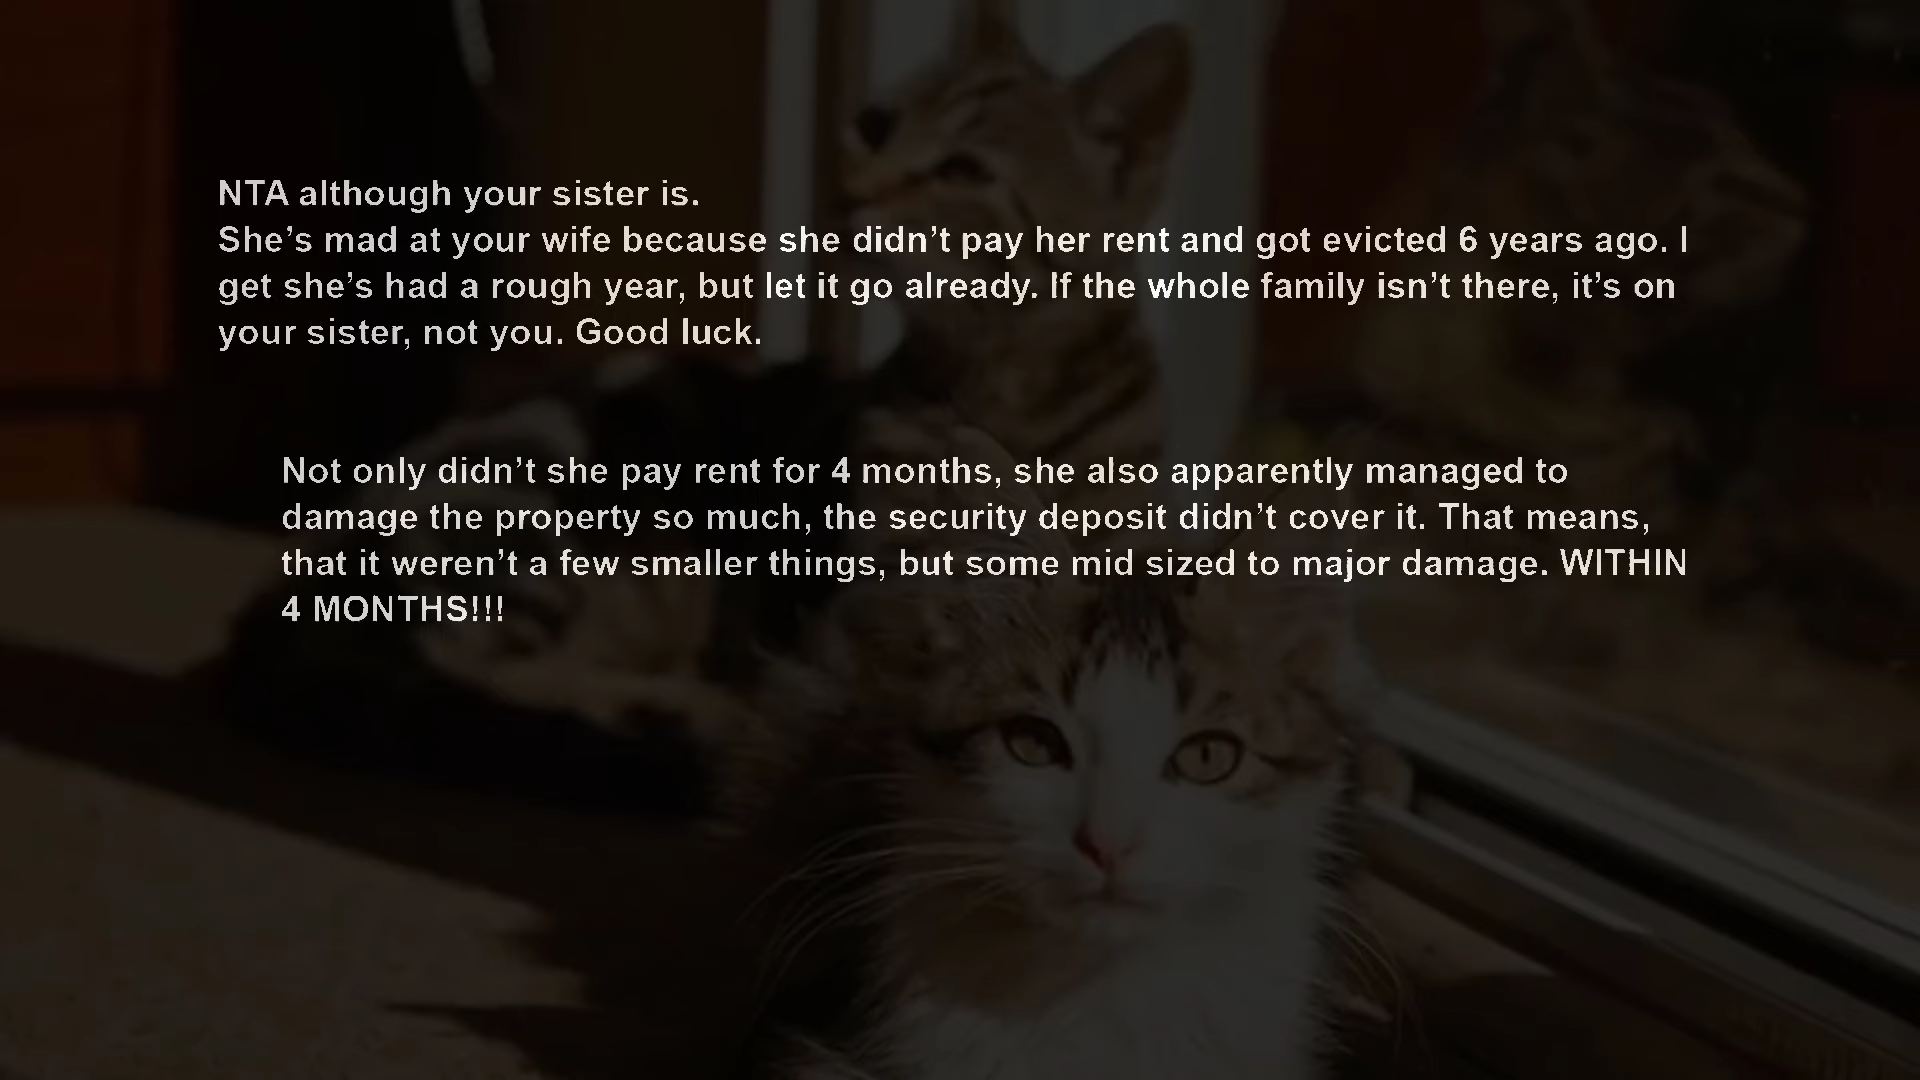 NTA although your sister is.
She’s mad at your wife because she didn’t pay her rent and got evicted 6 years ago. I
get she’s had a rough year, but let it go already. If the whole family isn’t there, it’s on
your sister, not you. Good luck.
Not only didn’t she pay rent for 4 months, she also apparently managed to
damage the property so much, the security deposit didn’t cover it. That means,
that it weren’t a few smaller things, but some mid sized to major damage. WITHIN
4 MONTHS!!!